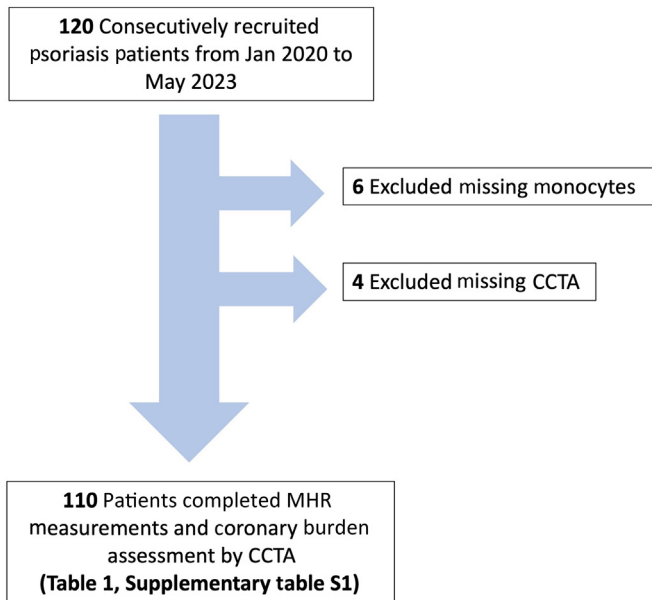 120 Consecutively recruited
psoriasis patients from Jan 2020 to
May 2023
6 Excluded missing monocytes
4 Excluded missing CCTA
110 Patients completed MHR
measurements and coronary burden
assessment by CCTA
(Table 1, Supplementary table S1)